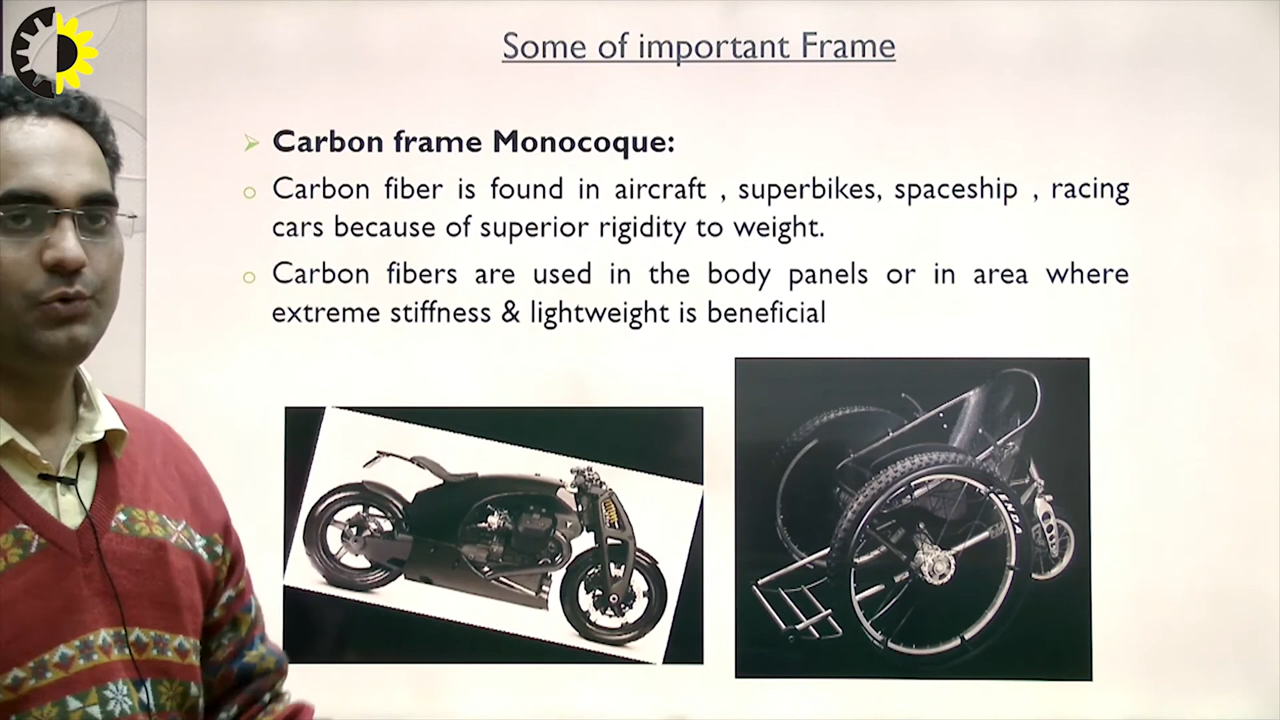 Some of important Frame
Carbon frame Monocoque:
Carbon fiber is found in aircraft , superbikes, spaceship , racing
cars because of superior rigidity to weight.
Carbon fibers are used in the body panels or in area where
extreme stiffness & lightweight is beneficial